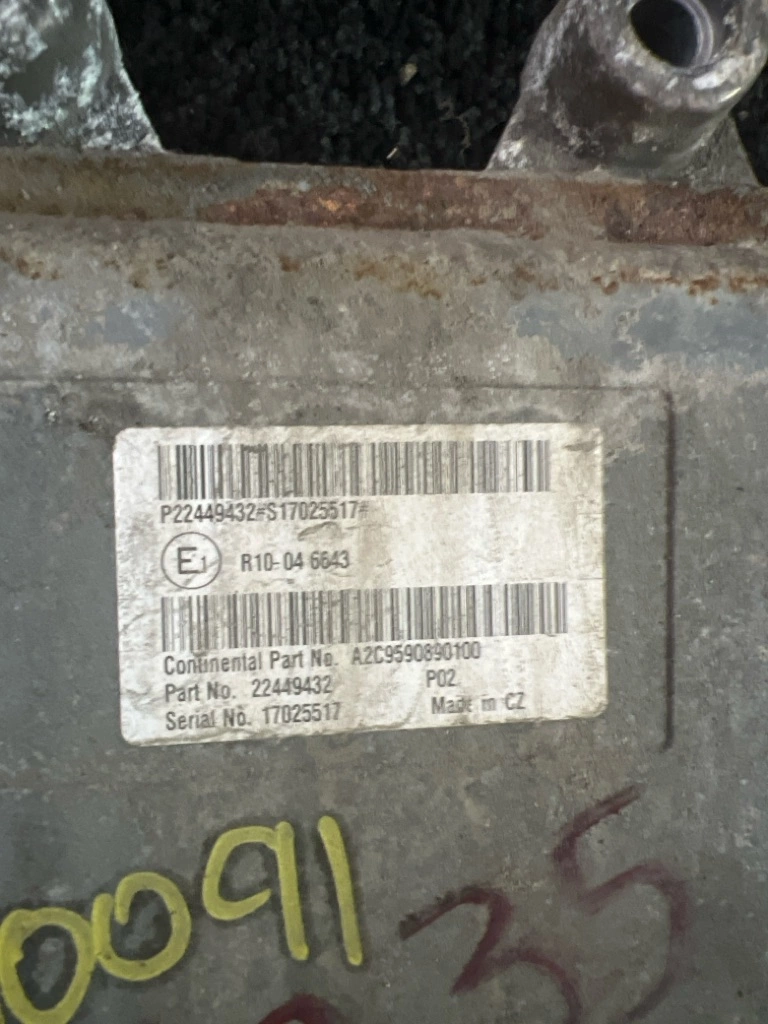 P22449432#S17025517#
E1 R10-04 6643
Continental Part No. A2C9590890100
Part No. 22449432 P02
Serial No. 17025517 Made in CZ
0091
35